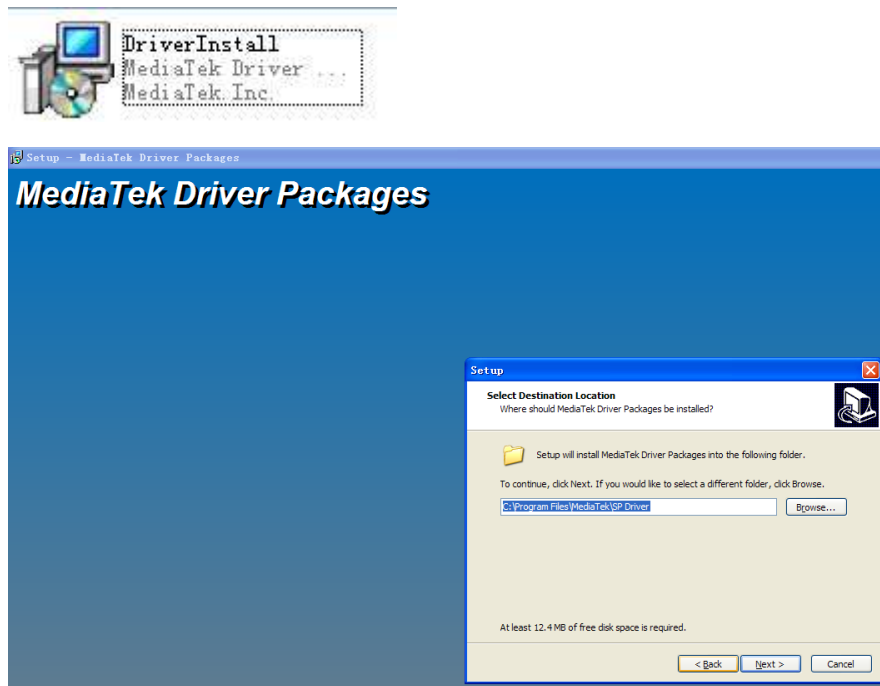 DriverInstall
MediaTek Driver ...
MediaTek Inc.
Setup - MediaTek Driver Packages
MediaTek Driver Packages
Setup
Select Destination Location
Where should MediaTek Driver Packages be installed?
Setup will install MediaTek Driver Packages into the following folder.
To continue, click Next. If you would like to select a different folder, click Browse.
C:\Program Files\MediaTek\SP Driver
Browse...
At least 12.4 MB of free disk space is required.
< Back
Next >
Cancel